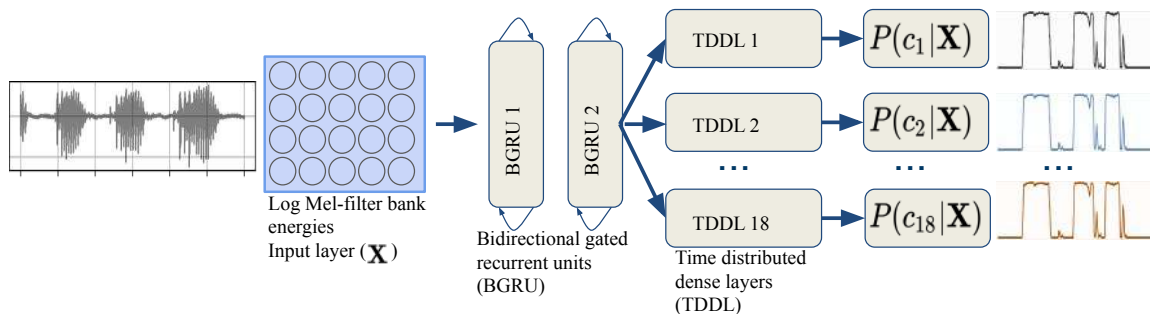 Log Mel-filter bank
energies
Input layer (X)
BGRU 1
BGRU 2
Bidirectional gated
recurrent units
(BGRU)
TDDL 1
P(c₁|X)
TDDL 2
P(c₂|X)
...
...
...
TDDL 18
P(c₁₈|X)
Time distributed
dense layers
(TDDL)